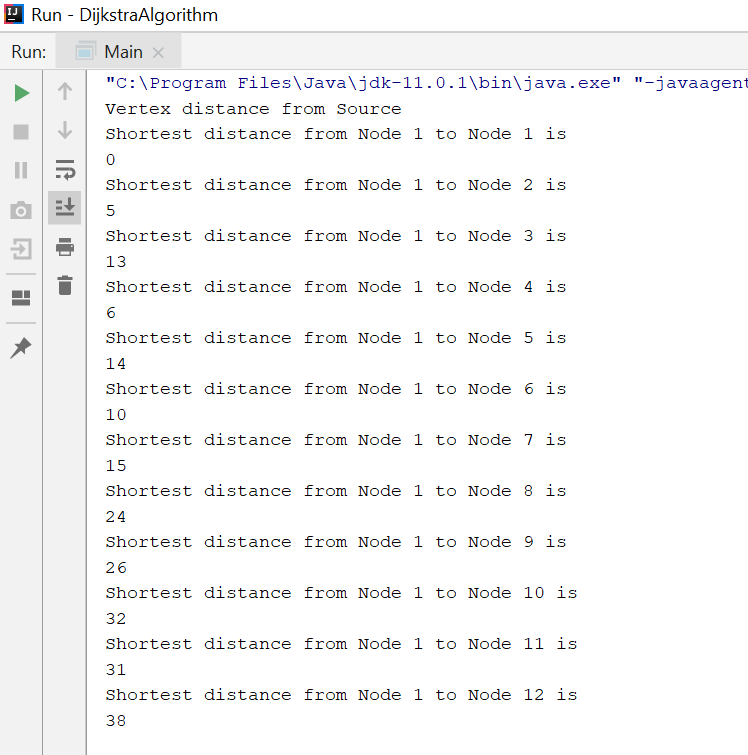 Run - DijkstraAlgorithm
Run: Main
"C:\Program Files\Java\jdk-11.0.1\bin\java.exe" "-javaagent
Vertex distance from Source
Shortest distance from Node 1 to Node 1 is
0
Shortest distance from Node 1 to Node 2 is
5
Shortest distance from Node 1 to Node 3 is
13
Shortest distance from Node 1 to Node 4 is
6
Shortest distance from Node 1 to Node 5 is
14
Shortest distance from Node 1 to Node 6 is
10
Shortest distance from Node 1 to Node 7 is
15
Shortest distance from Node 1 to Node 8 is
24
Shortest distance from Node 1 to Node 9 is
26
Shortest distance from Node 1 to Node 10 is
32
Shortest distance from Node 1 to Node 11 is
31
Shortest distance from Node 1 to Node 12 is
38